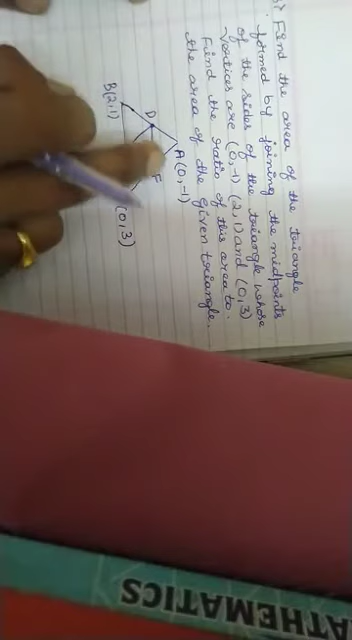 Find the area of the triangle
formed by joining the midpoints
of the sides of the triangle whose
vertices are (0,-1) (2,1) and (0,3)
Find the ratio of this area to
the area of the given triangle.
A(0,-1)
D
F
B(2,1)
(0,3)
ATHEMATICS